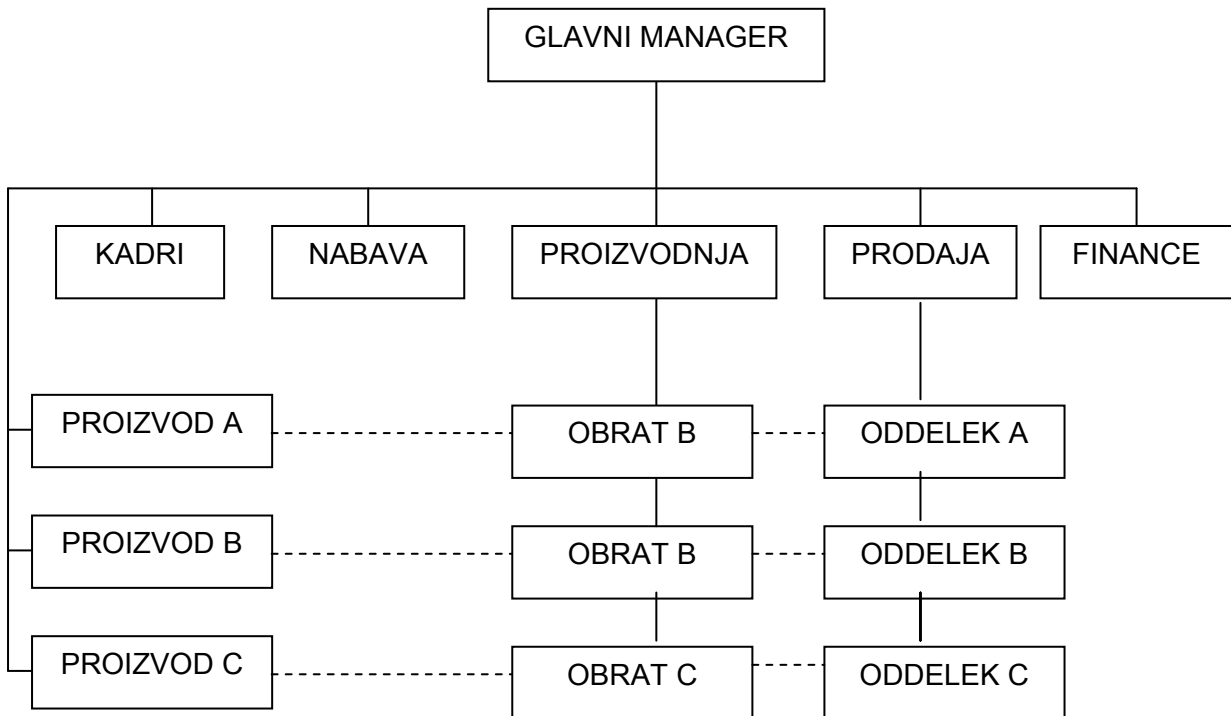 GLAVNI MANAGER
KADRI
NABAVA
PROIZVODNJA
PRODAJA
FINANCE
PROIZVOD A
OBRAT B
ODDELEK A
PROIZVOD B
OBRAT B
ODDELEK B
PROIZVOD C
OBRAT C
ODDELEK C